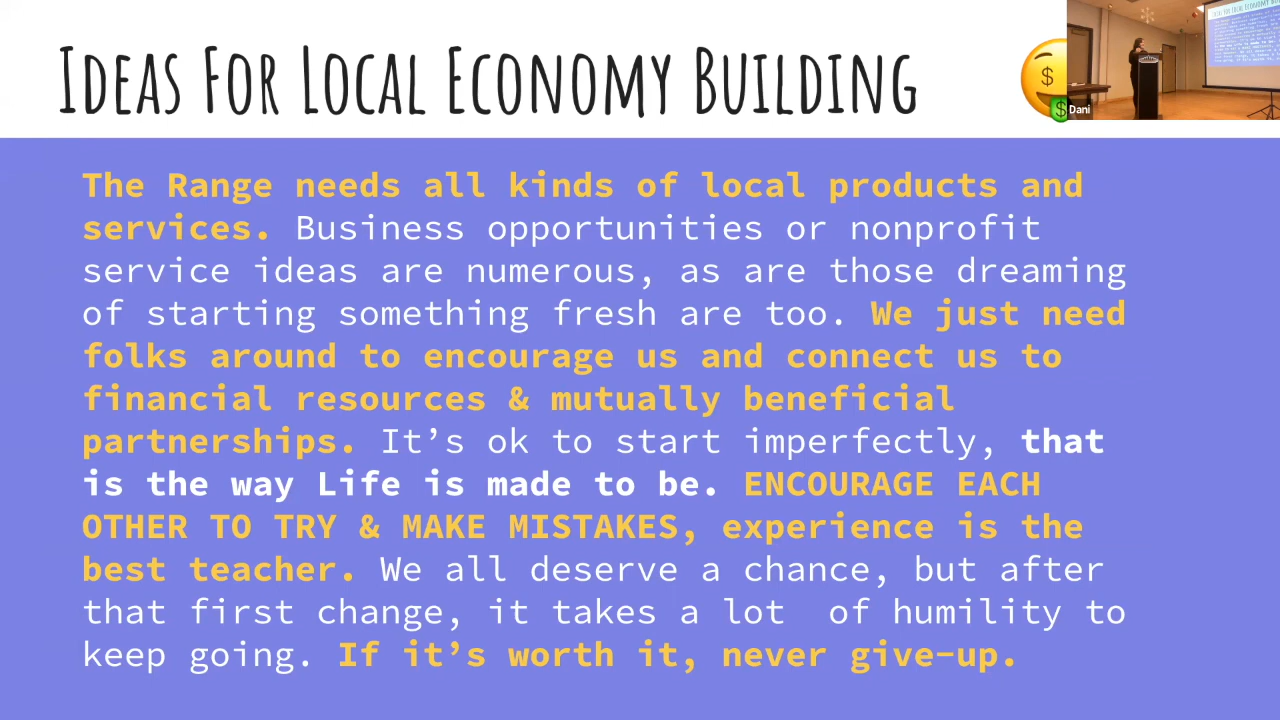 IDEAS FOR LOCAL ECONOMY BUILDING
$
$
Dani
The Range needs all kinds of local products and
services. Business opportunities or nonprofit
service ideas are numerous, as are those dreaming
of starting something fresh are too. We just need
folks around to encourage us and connect us to
financial resources & mutually beneficial
partnerships. It’s ok to start imperfectly, that
is the way Life is made to be. ENCOURAGE EACH
OTHER TO TRY & MAKE MISTAKES, experience is the
best teacher. We all deserve a chance, but after
that first change, it takes a lot  of humility to
keep going. If it’s worth it, never give-up.